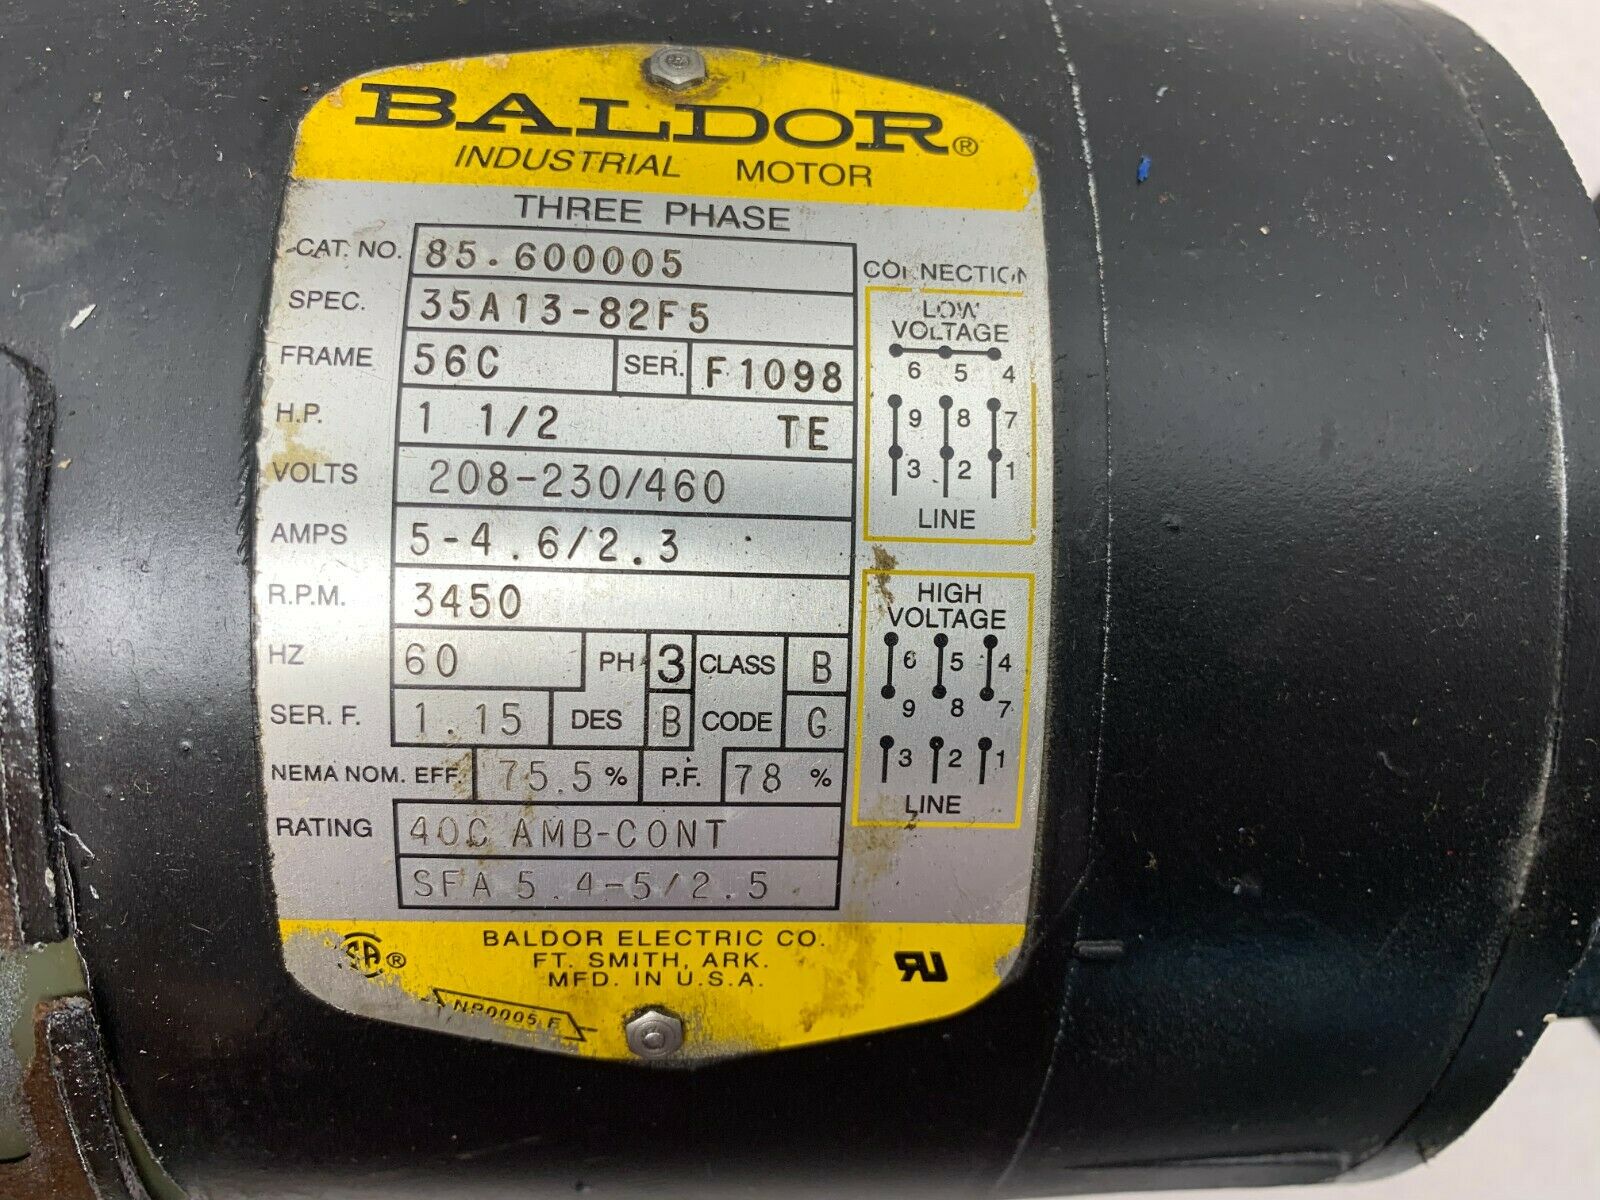 BALDOR®
INDUSTRIAL MOTOR
THREE PHASE
CAT. NO. 85.600005
SPEC. 35A13-82F5
FRAME 56C SER. F1098
H.P. 1 1/2 TE
VOLTS 208-230/460
AMPS 5-4.6/2.3
R.P.M. 3450
HZ 60 PH 3 CLASS B
SER. F. 1.15 DES B CODE G
NEMA NOM. EFF. 75.5 % P.F. 78 %
RATING 40C AMB-CONT
SFA 5.4-5/2.5
CONNECTION
LOW
VOLTAGE
6 5 4
9 8 7
3 2 1
LINE
HIGH
VOLTAGE
6 5 4
9 8 7
3 2 1
LINE
SA ®
BALDOR ELECTRIC CO.
FT. SMITH, ARK.
MFD. IN U.S.A.
RU
NP0005 F